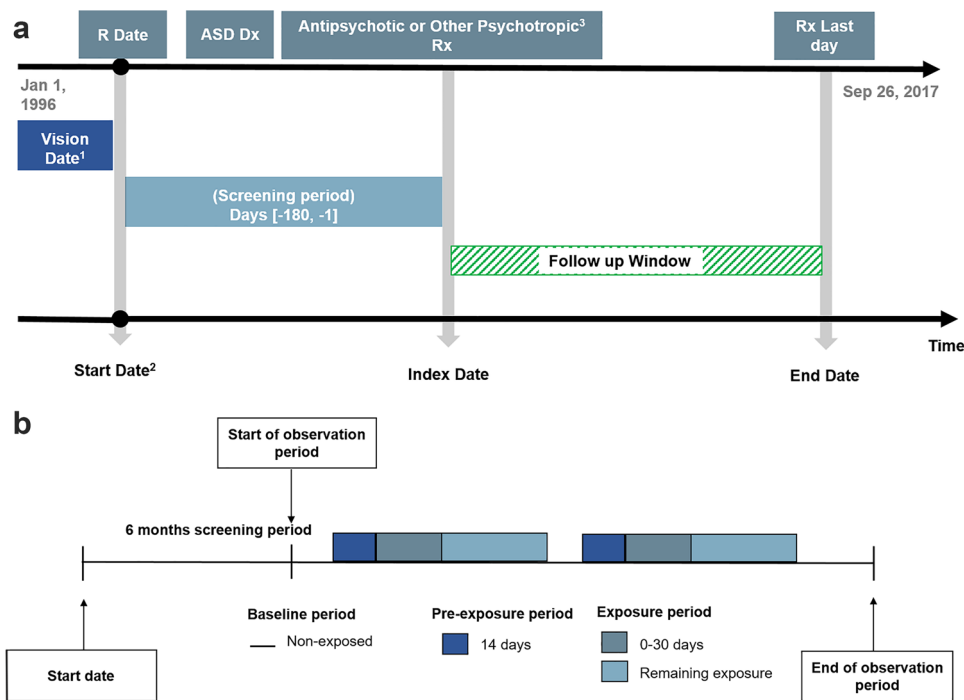 a
R Date
ASD Dx
Antipsychotic or Other Psychotropic³
Rx
Rx Last
day
Jan 1,
1996
Sep 26, 2017
Vision
Date¹
(Screening period)
Days [-180, -1]
Follow up Window
Time
Start Date²
Index Date
End Date
b
Start of observation
period
6 months screening period
Baseline period
Non-exposed
Pre-exposure period
14 days
Exposure period
0-30 days
Remaining exposure
Start date
End of observation
period